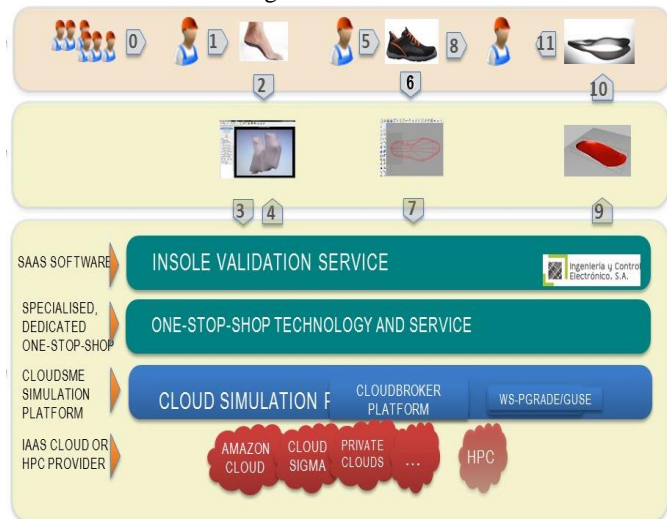 0
1
5
8
11
2
6
10
3
4
7
9
SAAS SOFTWARE
INSOLE VALIDATION SERVICE
Ingeniería y Control
Electrónico, S.A.
SPECIALISED,
DEDICATED
ONE-STOP-SHOP
ONE-STOP-SHOP TECHNOLOGY AND SERVICE
CLOUDSME
SIMULATION
PLATFORM
CLOUD SIMULATION
CLOUDBROKER
PLATFORM
WS-PGRADE/GUSE
IAAS CLOUD OR
HPC PROVIDER
AMAZON
CLOUD
CLOUD
SIGMA
PRIVATE
CLOUDS
...
HPC